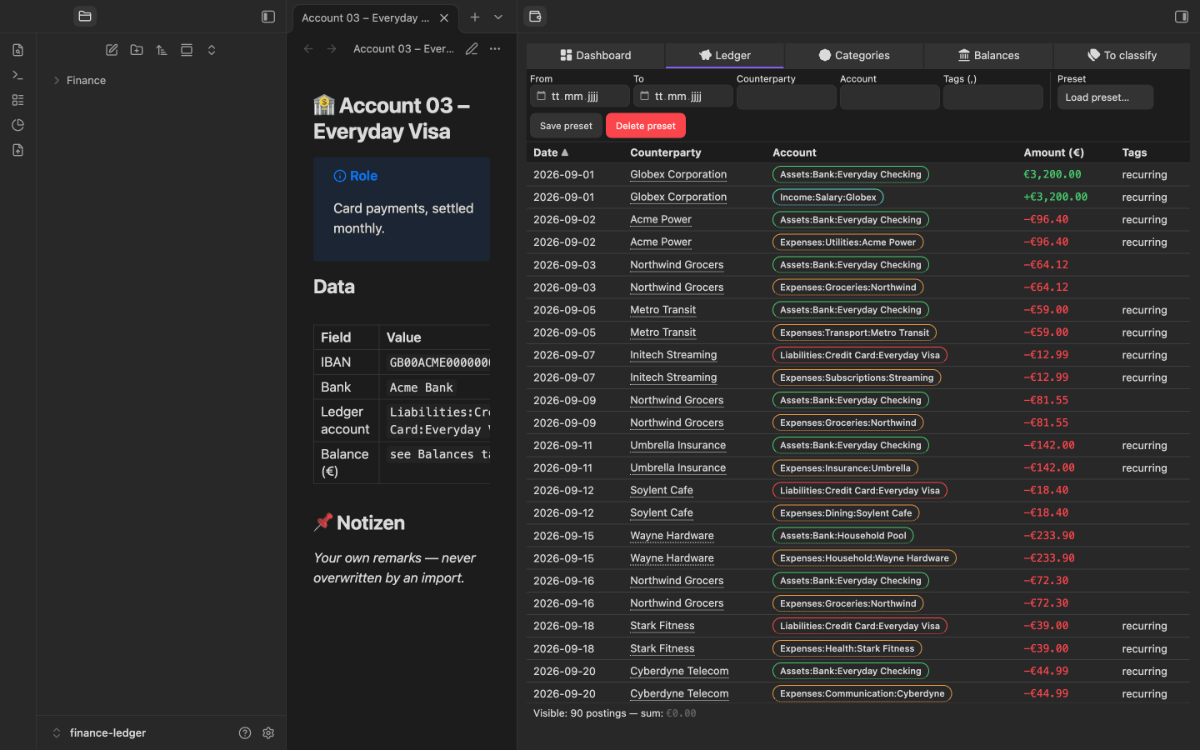 Account 03 – Everyday ...
Finance
Account 03 – Ever...
Account 03 –
Everyday Visa
Role
Card payments, settled
monthly.
Data
Field Value
IBAN GB00ACME0000000
Bank Acme Bank
Ledger Liabilities:Cre
account Card:Everyday
Balance see Balances ta
(€)
Notizen
Your own remarks — never
overwritten by an import.
finance-ledger
Dashboard Ledger Categories Balances To classify
From To Counterparty Account Tags (,) Preset
tt.mm.jjjj tt.mm.jjjj Load preset...
Save preset Delete preset
Date ▲ Counterparty Account Amount (€) Tags
2026-09-01 Globex Corporation Assets:Bank:Everyday Checking €3,200.00 recurring
2026-09-01 Globex Corporation Income:Salary:Globex +€3,200.00 recurring
2026-09-02 Acme Power Assets:Bank:Everyday Checking −€96.40 recurring
2026-09-02 Acme Power Expenses:Utilities:Acme Power −€96.40 recurring
2026-09-03 Northwind Grocers Assets:Bank:Everyday Checking −€64.12
2026-09-03 Northwind Grocers Expenses:Groceries:Northwind −€64.12
2026-09-05 Metro Transit Assets:Bank:Everyday Checking −€59.00 recurring
2026-09-05 Metro Transit Expenses:Transport:Metro Transit −€59.00 recurring
2026-09-07 Initech Streaming Liabilities:Credit Card:Everyday Visa −€12.99 recurring
2026-09-07 Initech Streaming Expenses:Subscriptions:Streaming −€12.99 recurring
2026-09-09 Northwind Grocers Assets:Bank:Everyday Checking −€81.55
2026-09-09 Northwind Grocers Expenses:Groceries:Northwind −€81.55
2026-09-11 Umbrella Insurance Assets:Bank:Everyday Checking −€142.00 recurring
2026-09-11 Umbrella Insurance Expenses:Insurance:Umbrella −€142.00 recurring
2026-09-12 Soylent Cafe Liabilities:Credit Card:Everyday Visa −€18.40
2026-09-12 Soylent Cafe Expenses:Dining:Soylent Cafe −€18.40
2026-09-15 Wayne Hardware Assets:Bank:Household Pool −€233.90
2026-09-15 Wayne Hardware Expenses:Household:Wayne Hardware −€233.90
2026-09-16 Northwind Grocers Assets:Bank:Everyday Checking −€72.30
2026-09-16 Northwind Grocers Expenses:Groceries:Northwind −€72.30
2026-09-18 Stark Fitness Liabilities:Credit Card:Everyday Visa −€39.00 recurring
2026-09-18 Stark Fitness Expenses:Health:Stark Fitness −€39.00 recurring
2026-09-20 Cyberdyne Telecom Assets:Bank:Everyday Checking −€44.99 recurring
2026-09-20 Cyberdyne Telecom Expenses:Communication:Cyberdyne −€44.99 recurring
Visible: 90 postings — sum: €0.00